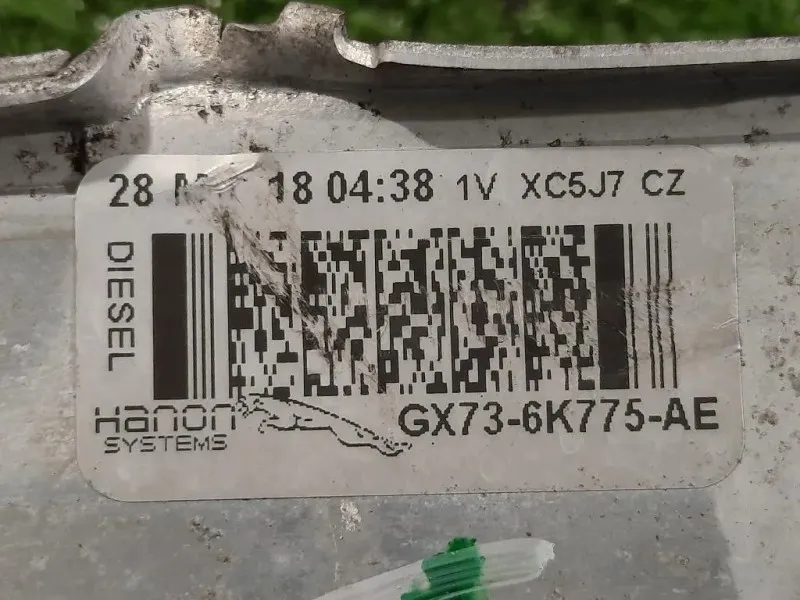 28 18 04:38 1V XC5J7 CZ
DIESEL
Hanon
SYSTEMS
GX73-6K775-AE